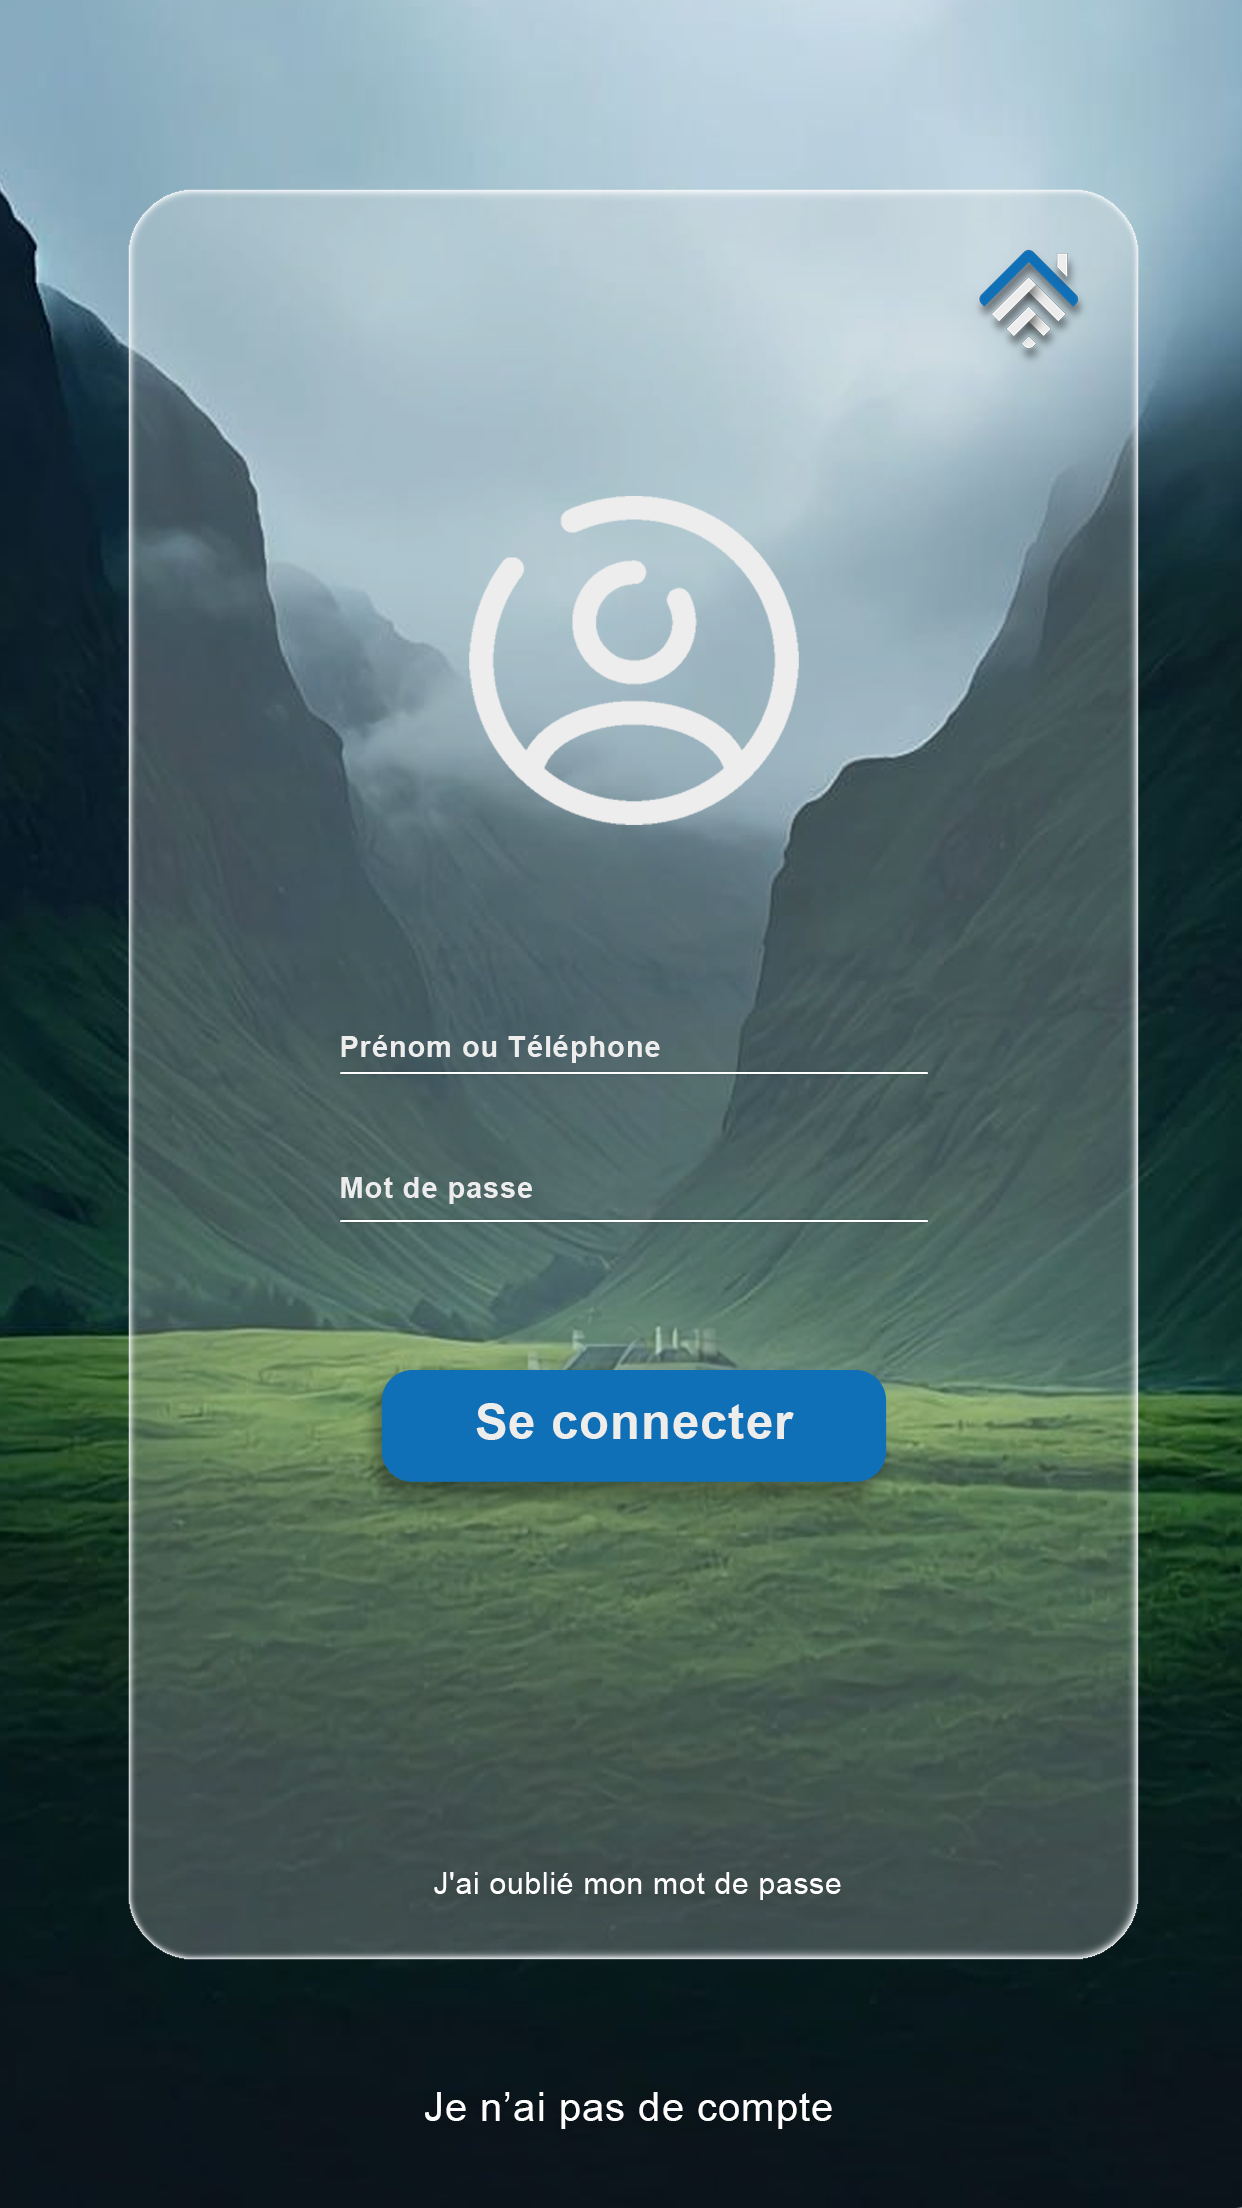 Prénom ou Téléphone
Mot de passe
Se connecter
J'ai oublié mon mot de passe
Je n’ai pas de compte